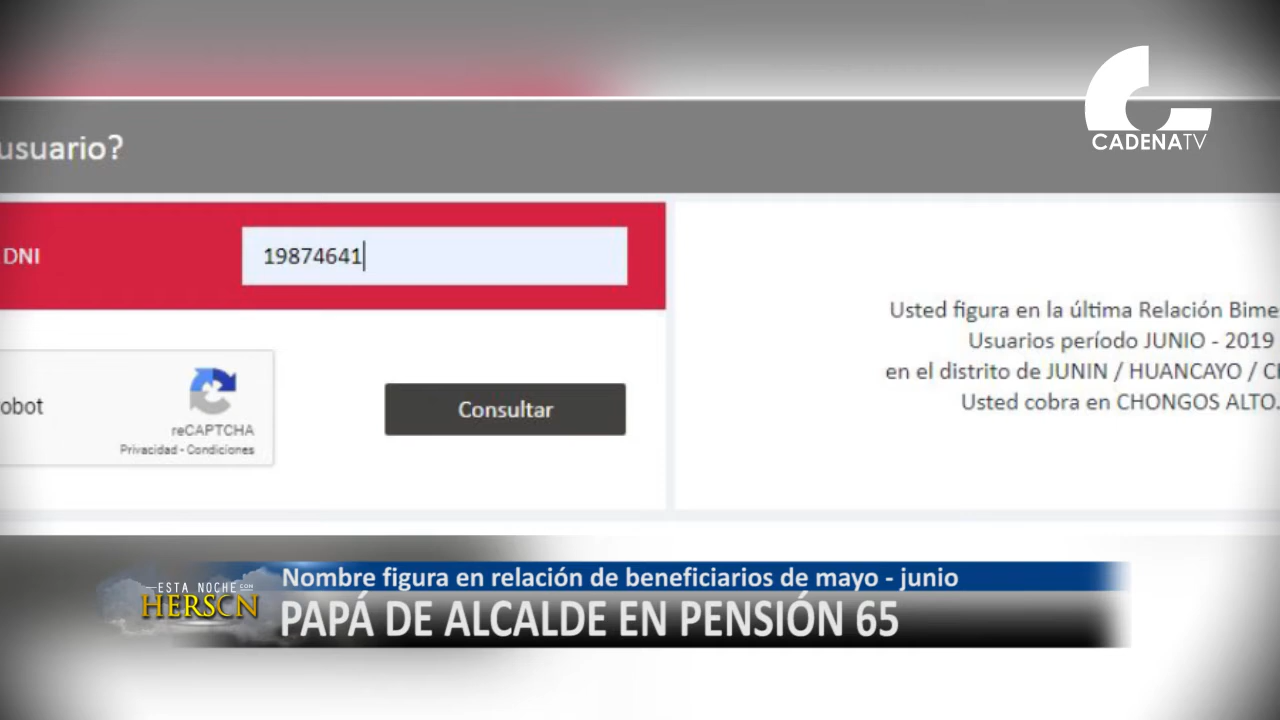 CADENATV
usuario?
DNI
19874641
Usted figura en la última Relación Bime
Usuarios período JUNIO - 2019
en el distrito de JUNIN / HUANCAYO /
Usted cobra en CHONGOS ALTO.
obot
reCAPTCHA
Privacidad - Condiciones
Consultar
Nombre figura en relación de beneficiarios de mayo - junio
ESTA NOCHE CON
HERSCN
PAPÁ DE ALCALDE EN PENSIÓN 65